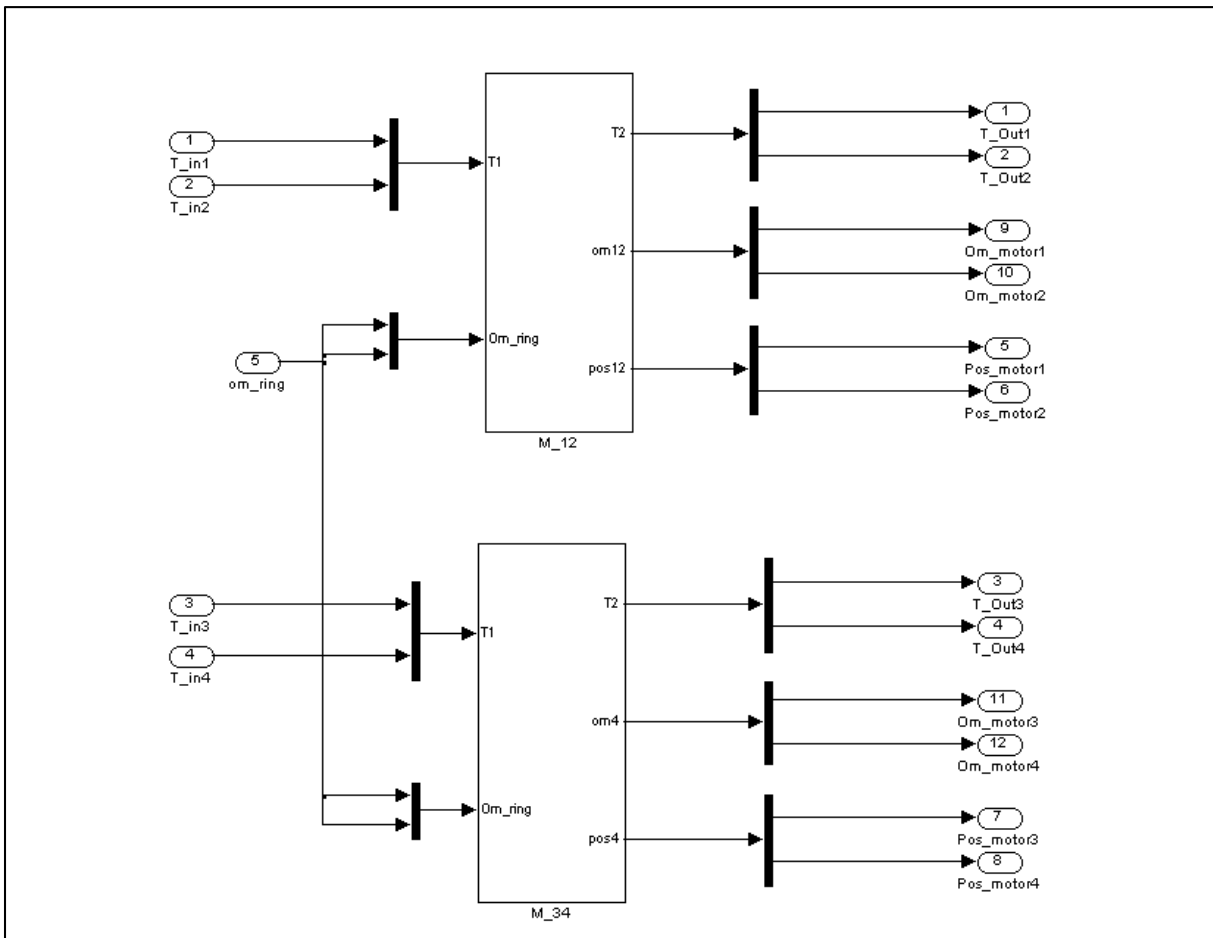 1
T_in1
2
T_in2
5
om_ring
T1
Om_ring
T2
om12
pos12
M_12
1
T_Out1
2
T_Out2
9
Om_motor1
10
Om_motor2
5
Pos_motor1
6
Pos_motor2
3
T_in3
4
T_in4
T1
Om_ring
T2
om4
pos4
M_34
3
T_Out3
4
T_Out4
11
Om_motor3
12
Om_motor4
7
Pos_motor3
8
Pos_motor4